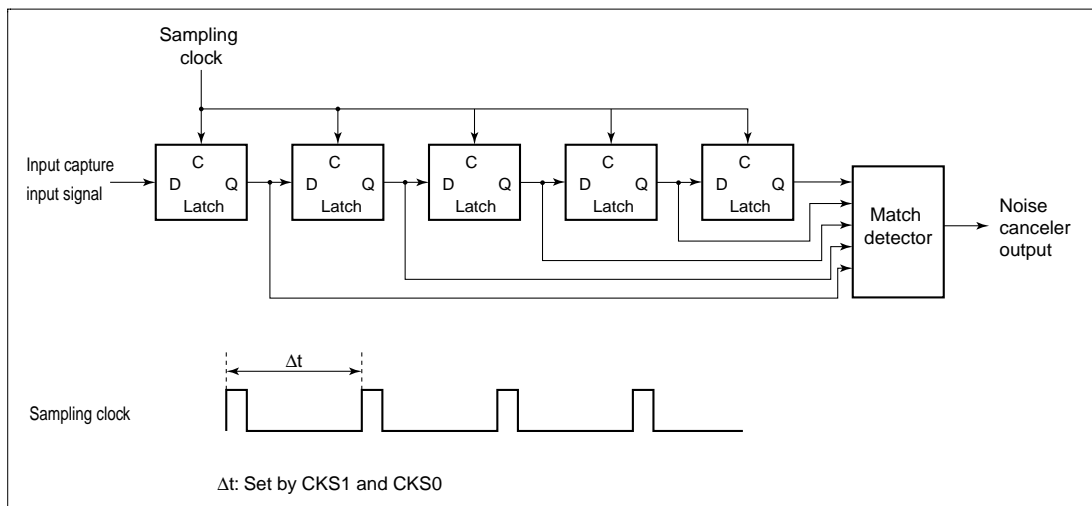 Sampling
clock
Input capture
input signal
C
D Q
Latch
C
D Q
Latch
C
D Q
Latch
C
D Q
Latch
C
D Q
Latch
Match
detector
Noise
canceler
output
Δt
Sampling clock
Δt: Set by CKS1 and CKS0